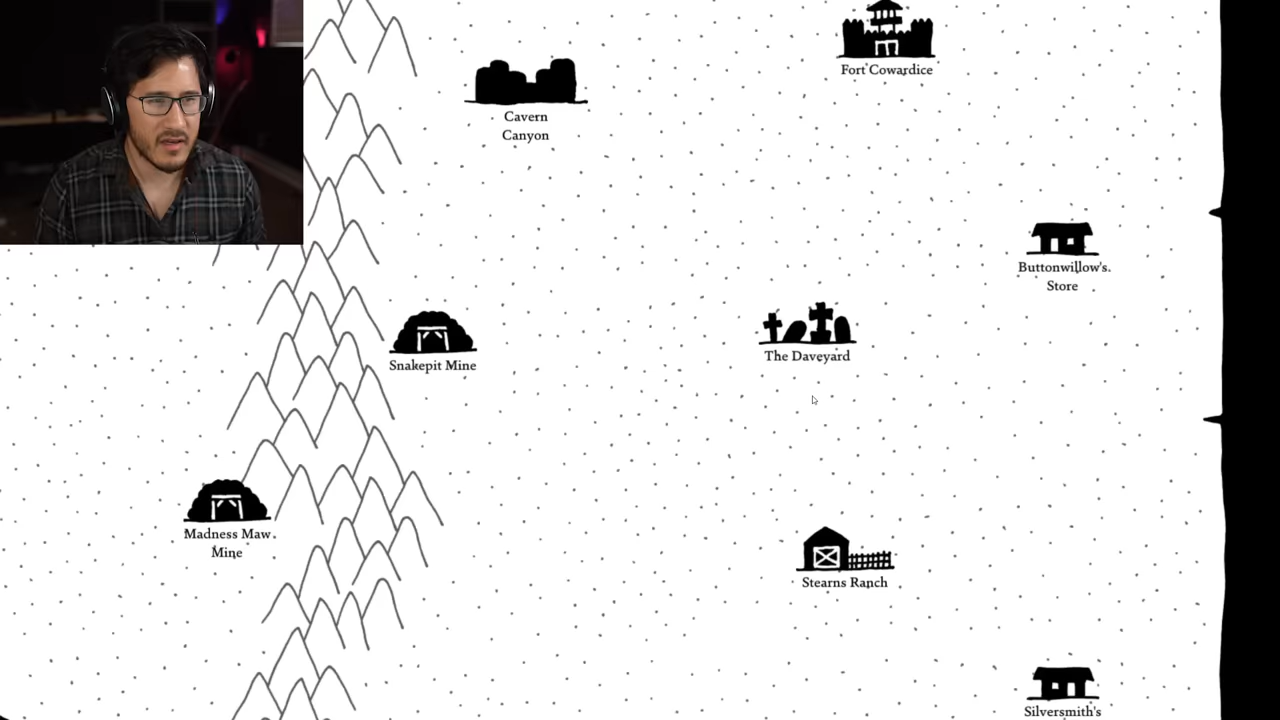 Fort Cowardice
Cavern
Canyon
Buttonwillow's
Store
The Daveyard
Snakepit Mine
Madness Maw
Mine
Stearns Ranch
Silversmith's